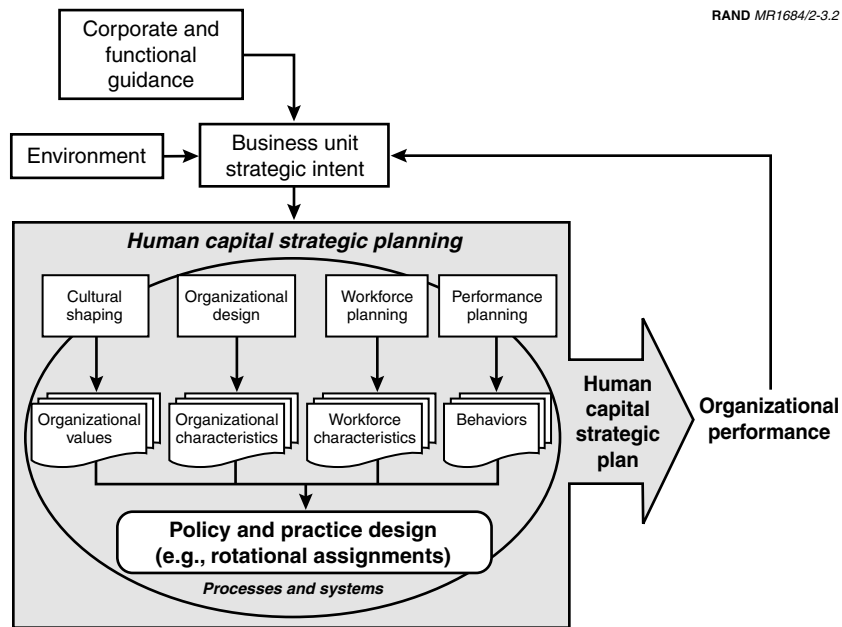 RAND MR1684/2-3.2
Corporate and
functional
guidance
Environment
Business unit
strategic intent
Human capital strategic planning
Cultural
shaping
Organizational
design
Workforce
planning
Performance
planning
Organizational
values
Organizational
characteristics
Workforce
characteristics
Behaviors
Policy and practice design
(e.g., rotational assignments)
Processes and systems
Human
capital
strategic
plan
Organizational
performance